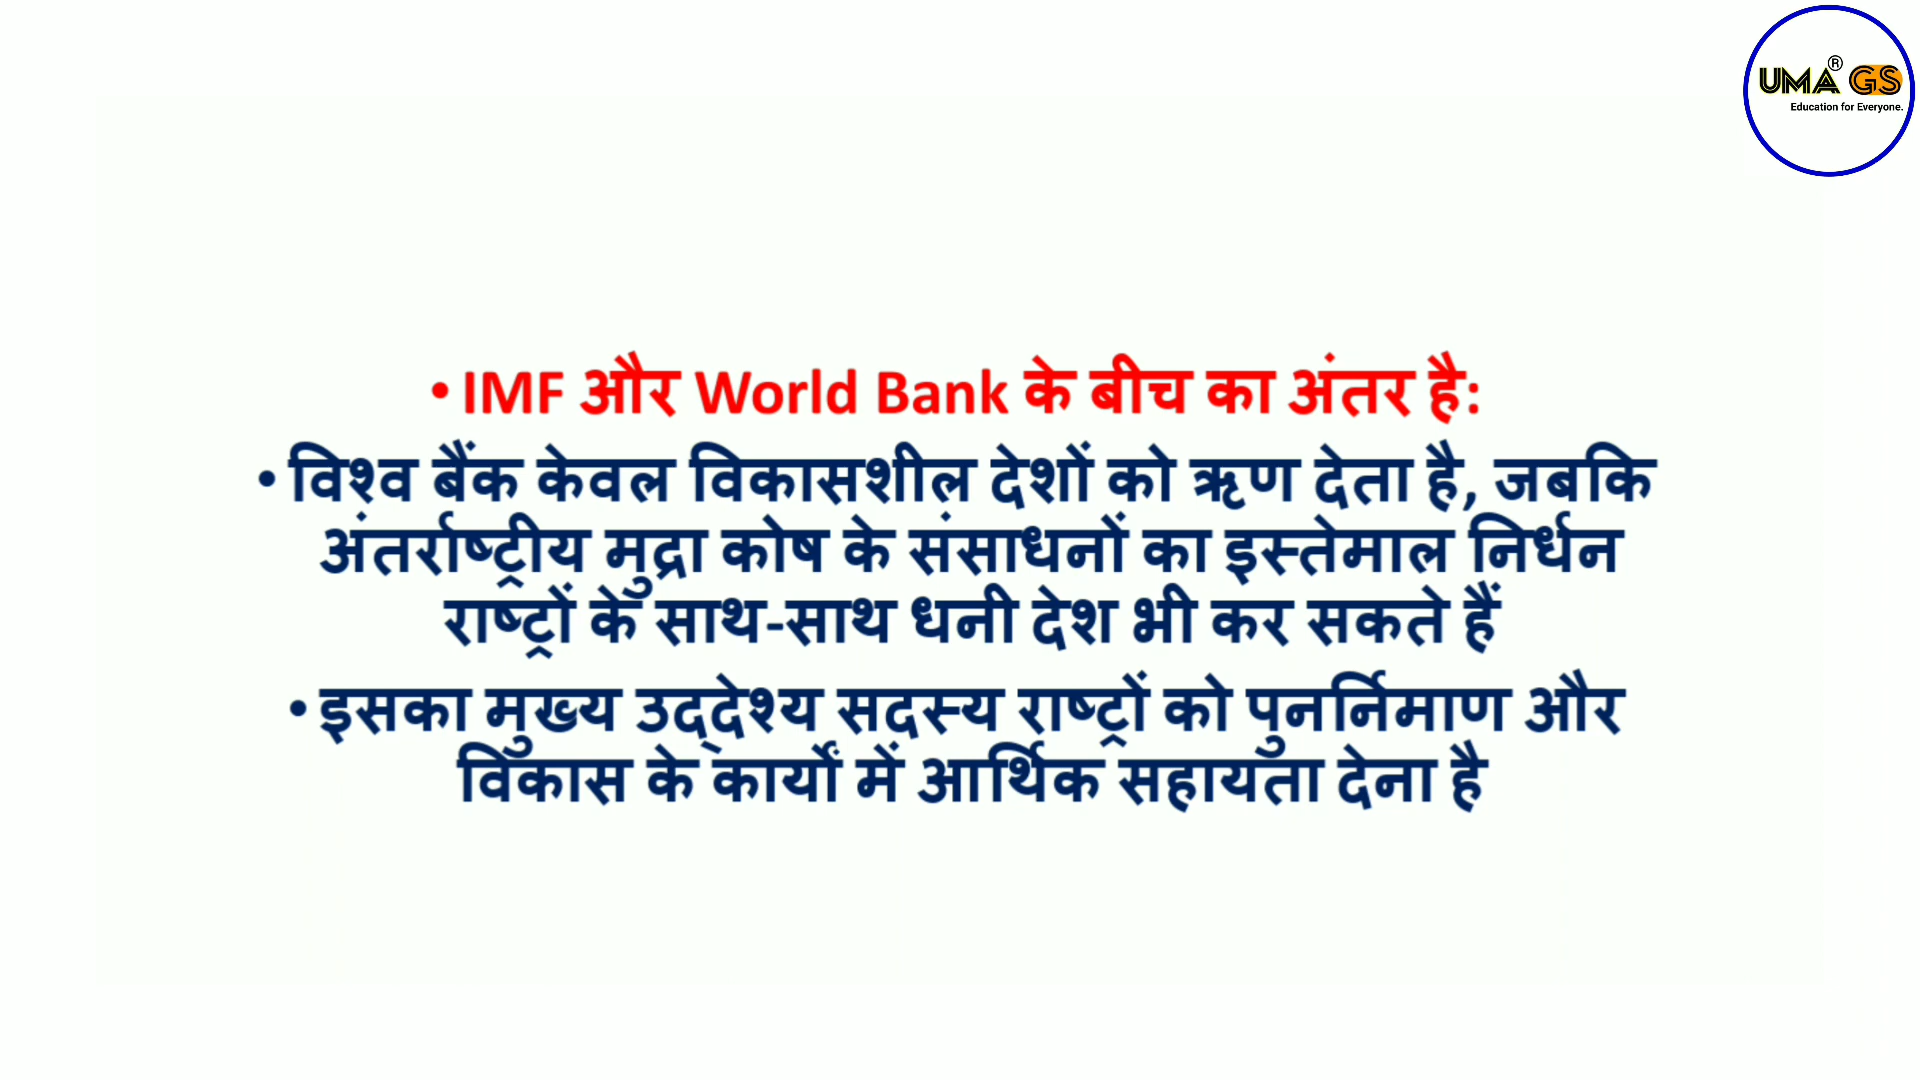 UMA® GS
Education for Everyone.
• IMF और World Bank के बीच का अंतर है:
• विश्व बैंक केवल विकासशील देशों को ऋण देता है, जबकि
अंतर्राष्ट्रीय मुद्रा कोष के संसाधनों का इस्तेमाल निर्धन
राष्ट्रों के साथ-साथ धनी देश भी कर सकते हैं
• इसका मुख्य उद्देश्य सदस्य राष्ट्रों को पुनर्निमाण और
विकास के कार्यों में आर्थिक सहायता देना है